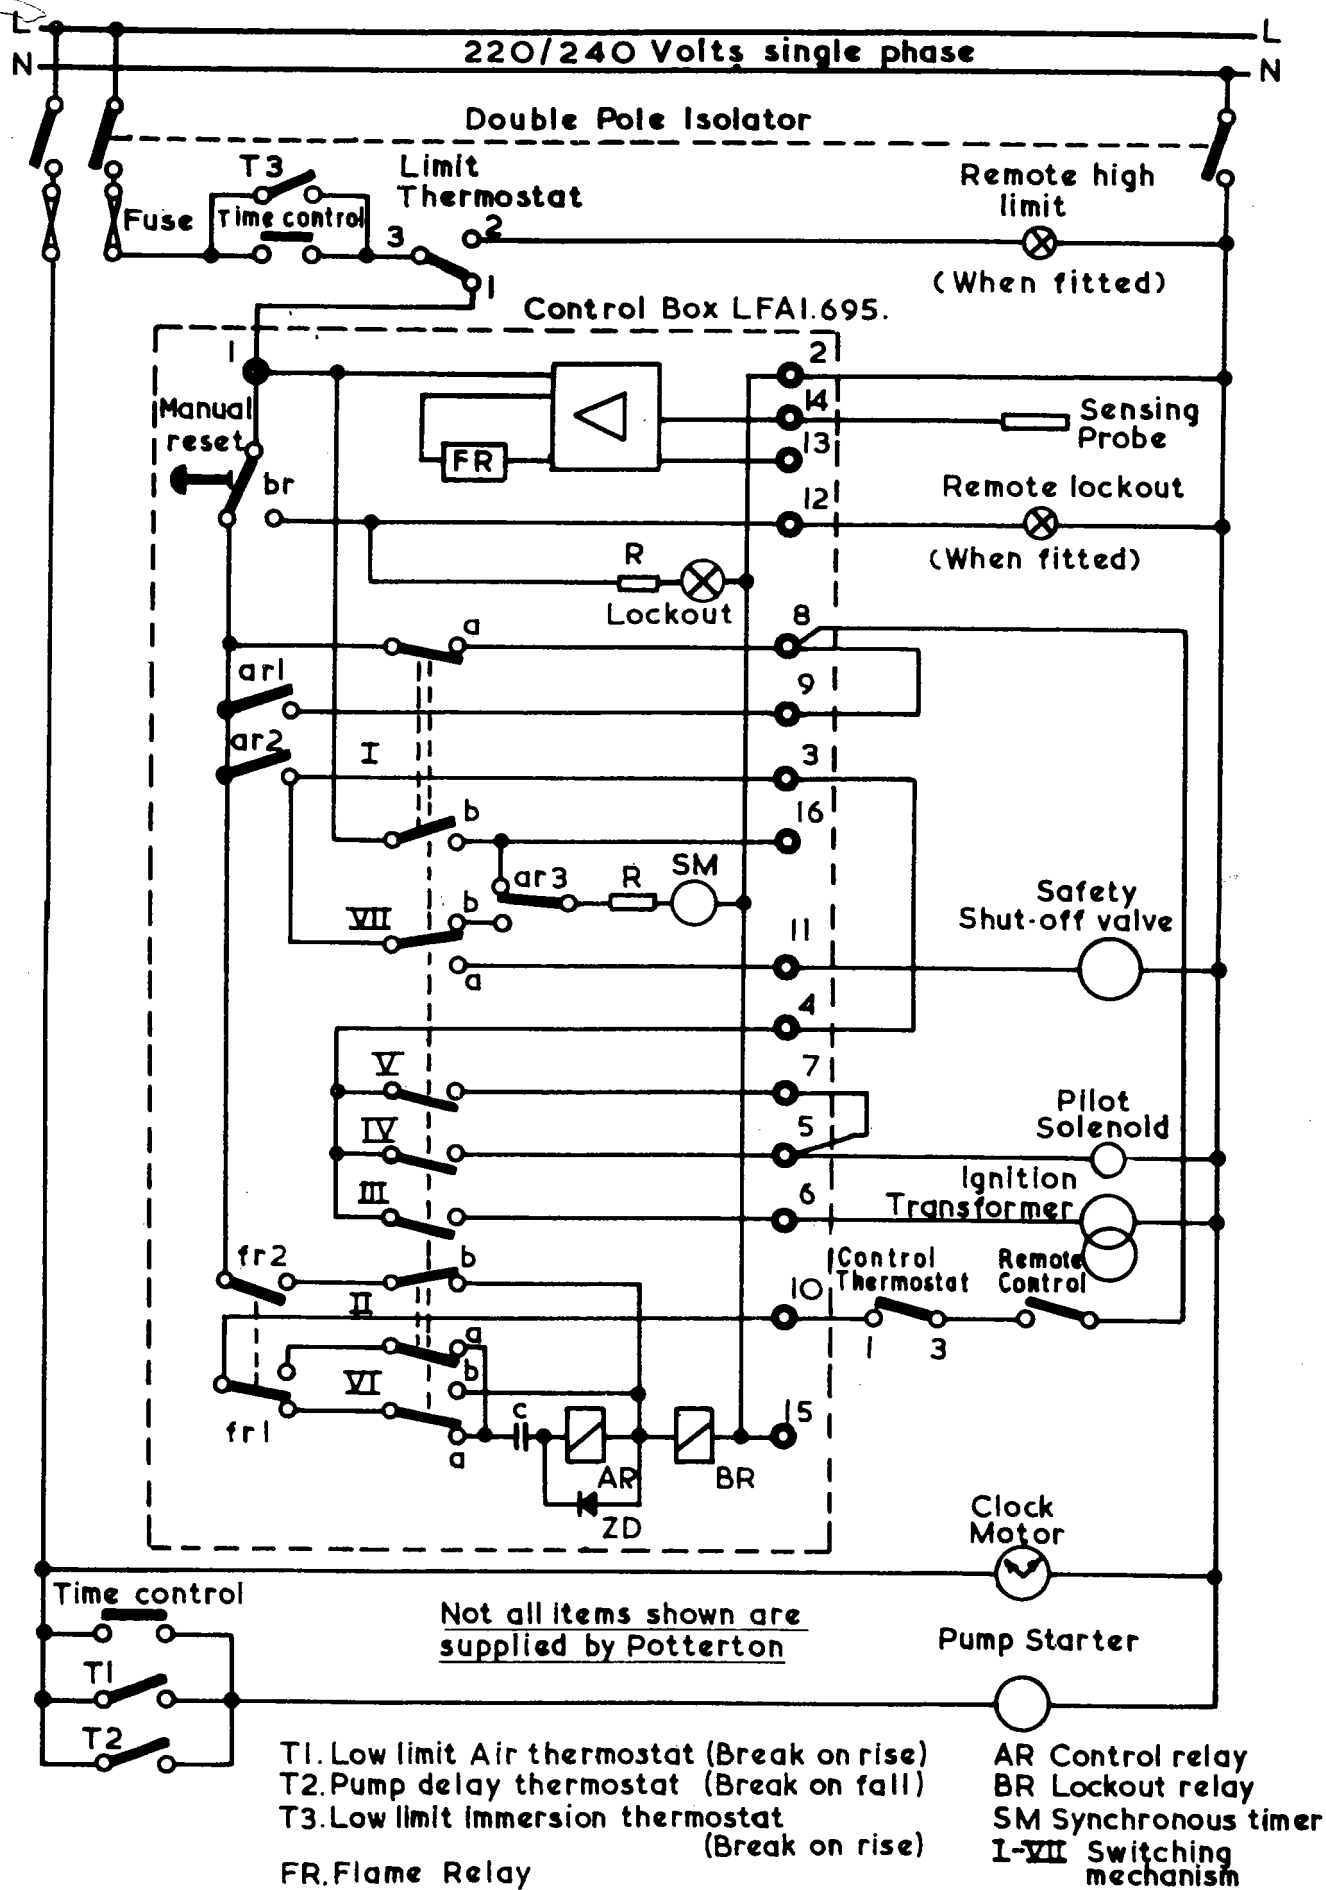 L L
220/240 Volts single phase
N N
Double Pole Isolator
T3 Limit
Thermostat
Remote high
limit
Fuse Time control
3 2
1
(When fitted)
Control Box LFA1.695.
1 2
Manual
reset
14 Sensing
Probe
13
FR
br
12 Remote lockout
(When fitted)
R
Lockout
a 8
ar1 9
ar2 I 3
b 16
ar3 R SM
VII b
Safety
Shut-off valve
11
a
4
V 7
Pilot
Solenoid
IV 5
III 6
Ignition
Transformer
fr2 b
Control
Thermostat
Remote
Control
II 10
1 3
a
VI b
fr1 c 15
a AR BR
ZD
Clock
Motor
Time control
Not all items shown are
supplied by Potterton
Pump Starter
T1
T2
T1. Low limit Air thermostat (Break on rise)
T2. Pump delay thermostat (Break on fall)
T3. Low limit immersion thermostat
(Break on rise)
FR. Flame Relay
AR Control relay
BR Lockout relay
SM Synchronous timer
I-VII Switching
mechanism